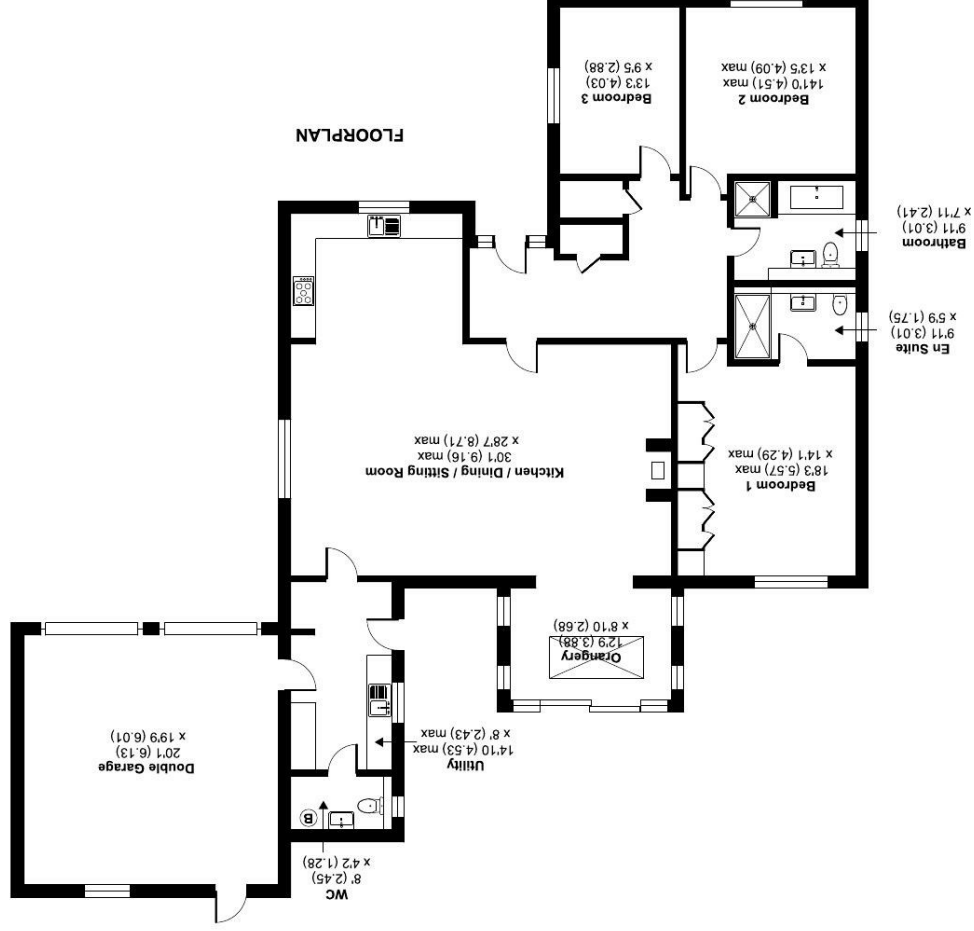 WC
8' (2.45)
x 4'2 (1.28)
B
Double Garage
20'1 (6.13)
x 19'9 (6.01)
Utility
14'10 (4.53) max
x 8' (2.43) max
Orangery
12'9 (3.88)
x 8'10 (2.68)
Bedroom 1
18'3 (5.57) max
x 14'1 (4.29) max
Kitchen / Dining / Sitting Room
30'1 (9.16) max
x 28'7 (8.71) max
En Suite
9'11 (3.01)
x 5'9 (1.75)
Bathroom
9'11 (3.01)
x 7'11 (2.41)
FLOORPLAN
Bedroom 2
14'10 (4.51) max
x 13'5 (4.09) max
Bedroom 3
13'3 (4.03)
x 9'5 (2.88)